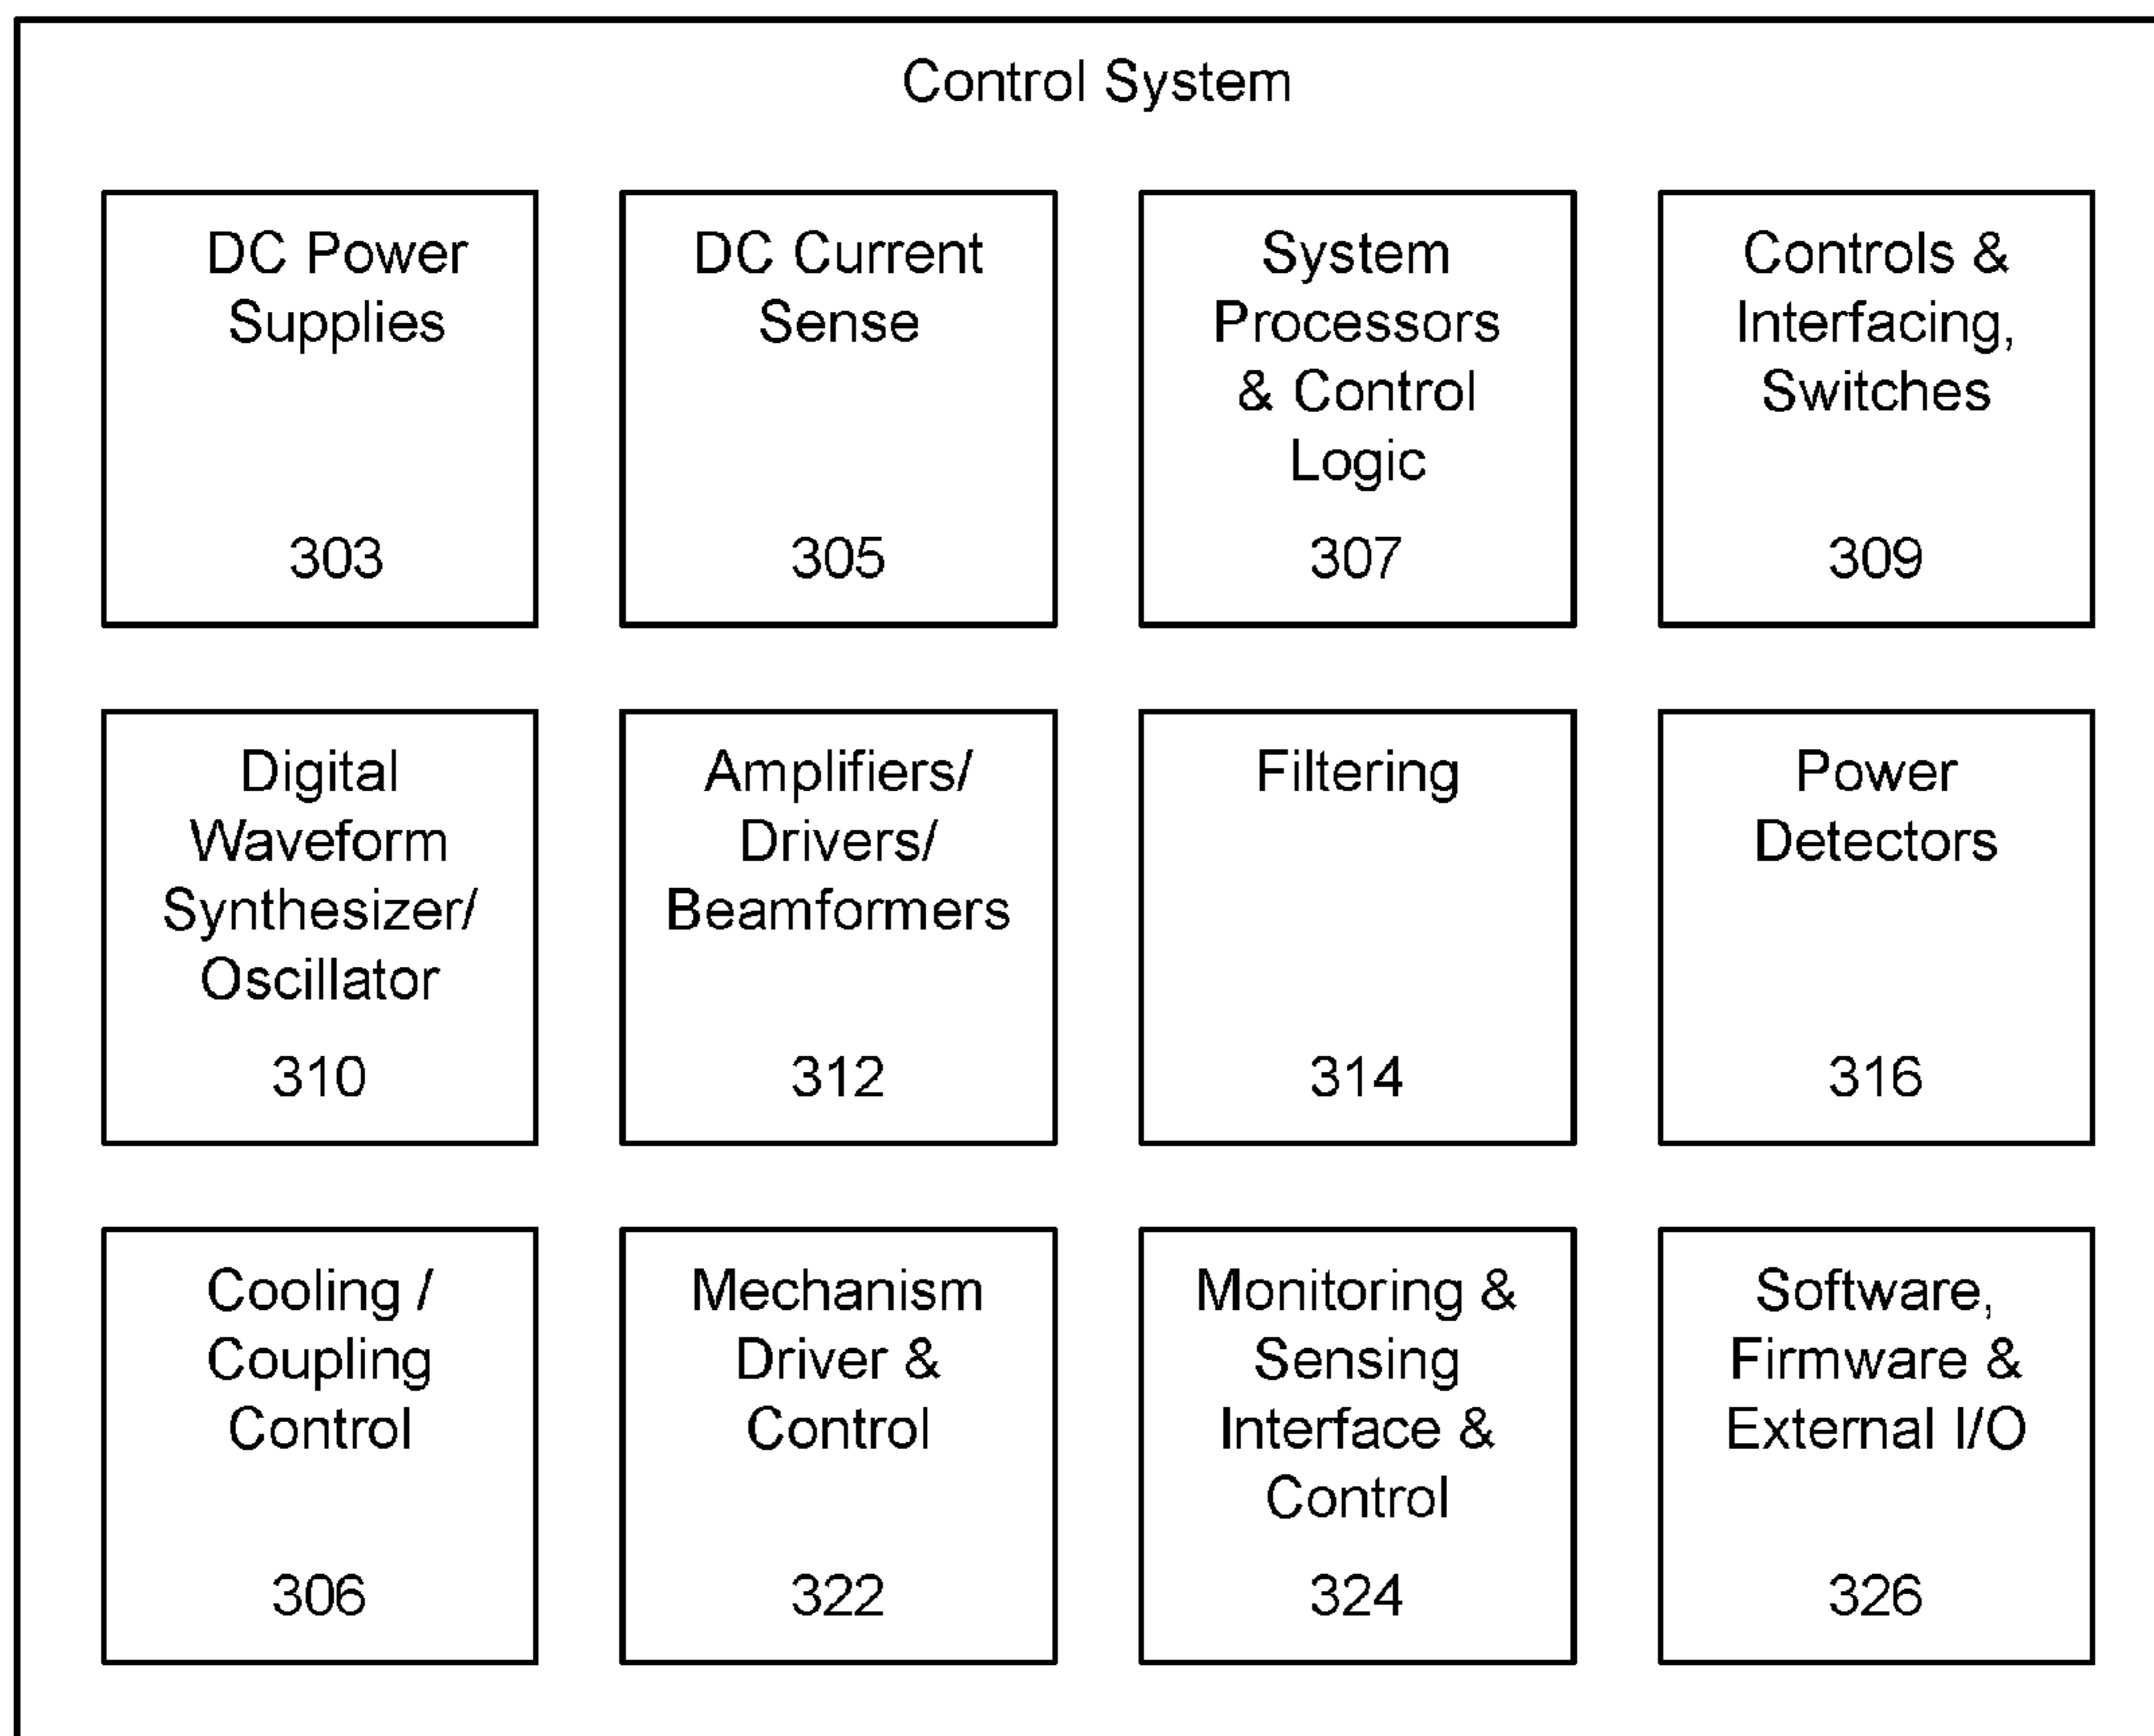 Control System
DC Power
Supplies
303
DC Current
Sense
305
System
Processors
& Control
Logic
307
Controls &
Interfacing,
Switches
309
Digital
Waveform
Synthesizer/
Oscillator
310
Amplifiers/
Drivers/
Beamformers
312
Filtering
314
Power
Detectors
316
Cooling /
Coupling
Control
306
Mechanism
Driver &
Control
322
Monitoring &
Sensing
Interface &
Control
324
Software,
Firmware &
External I/O
326